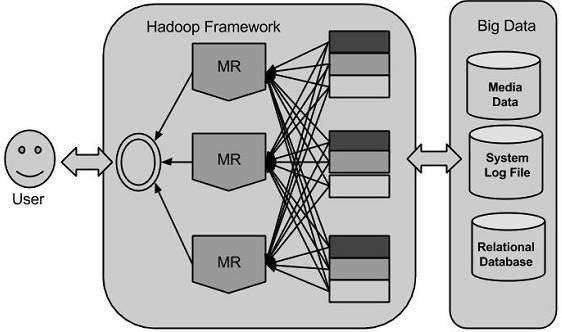 Hadoop Framework
Big Data
MR
MR
MR
User
Media
Data
System
Log File
Relational
Database